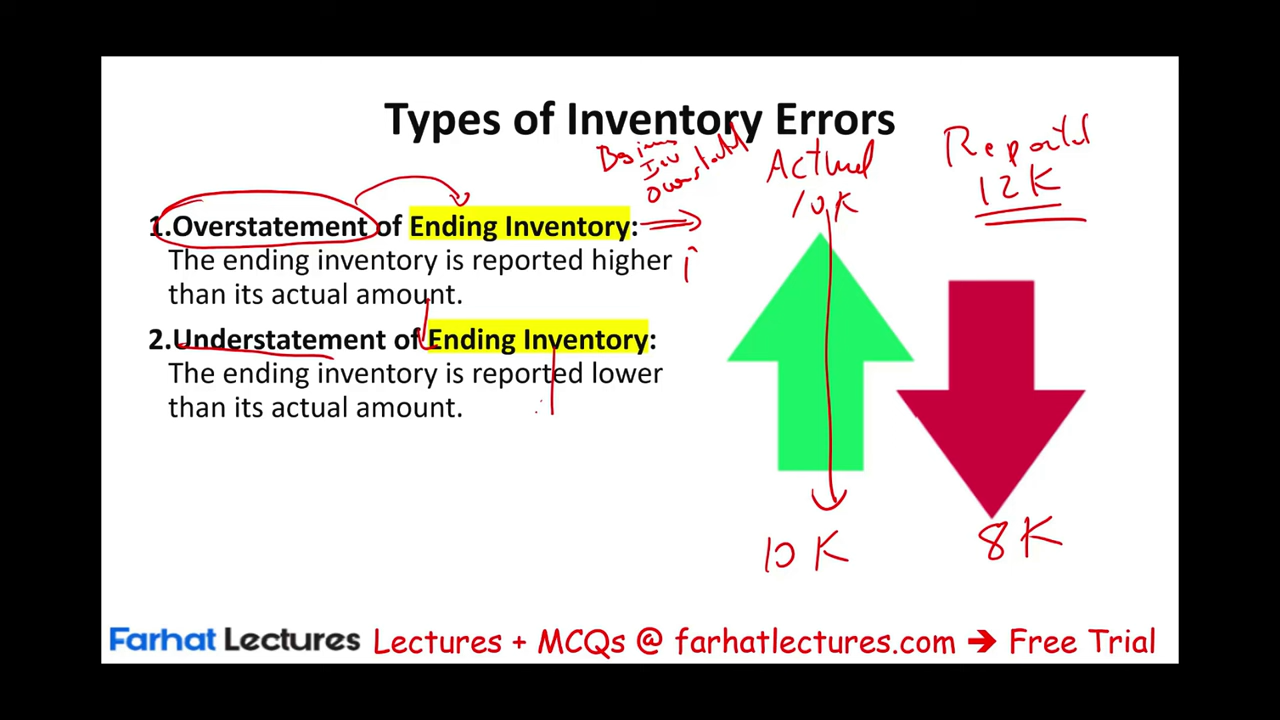 Types of Inventory Errors
Actual
10K
Reported
12K
1.Overstatement of Ending Inventory:
The ending inventory is reported higher
than its actual amount.
2.Understatement of Ending Inventory:
The ending inventory is reported lower
than its actual amount.
10 K
8K
Farhat Lectures Lectures + MCQs @ farhatlectures.com ➔ Free Trial